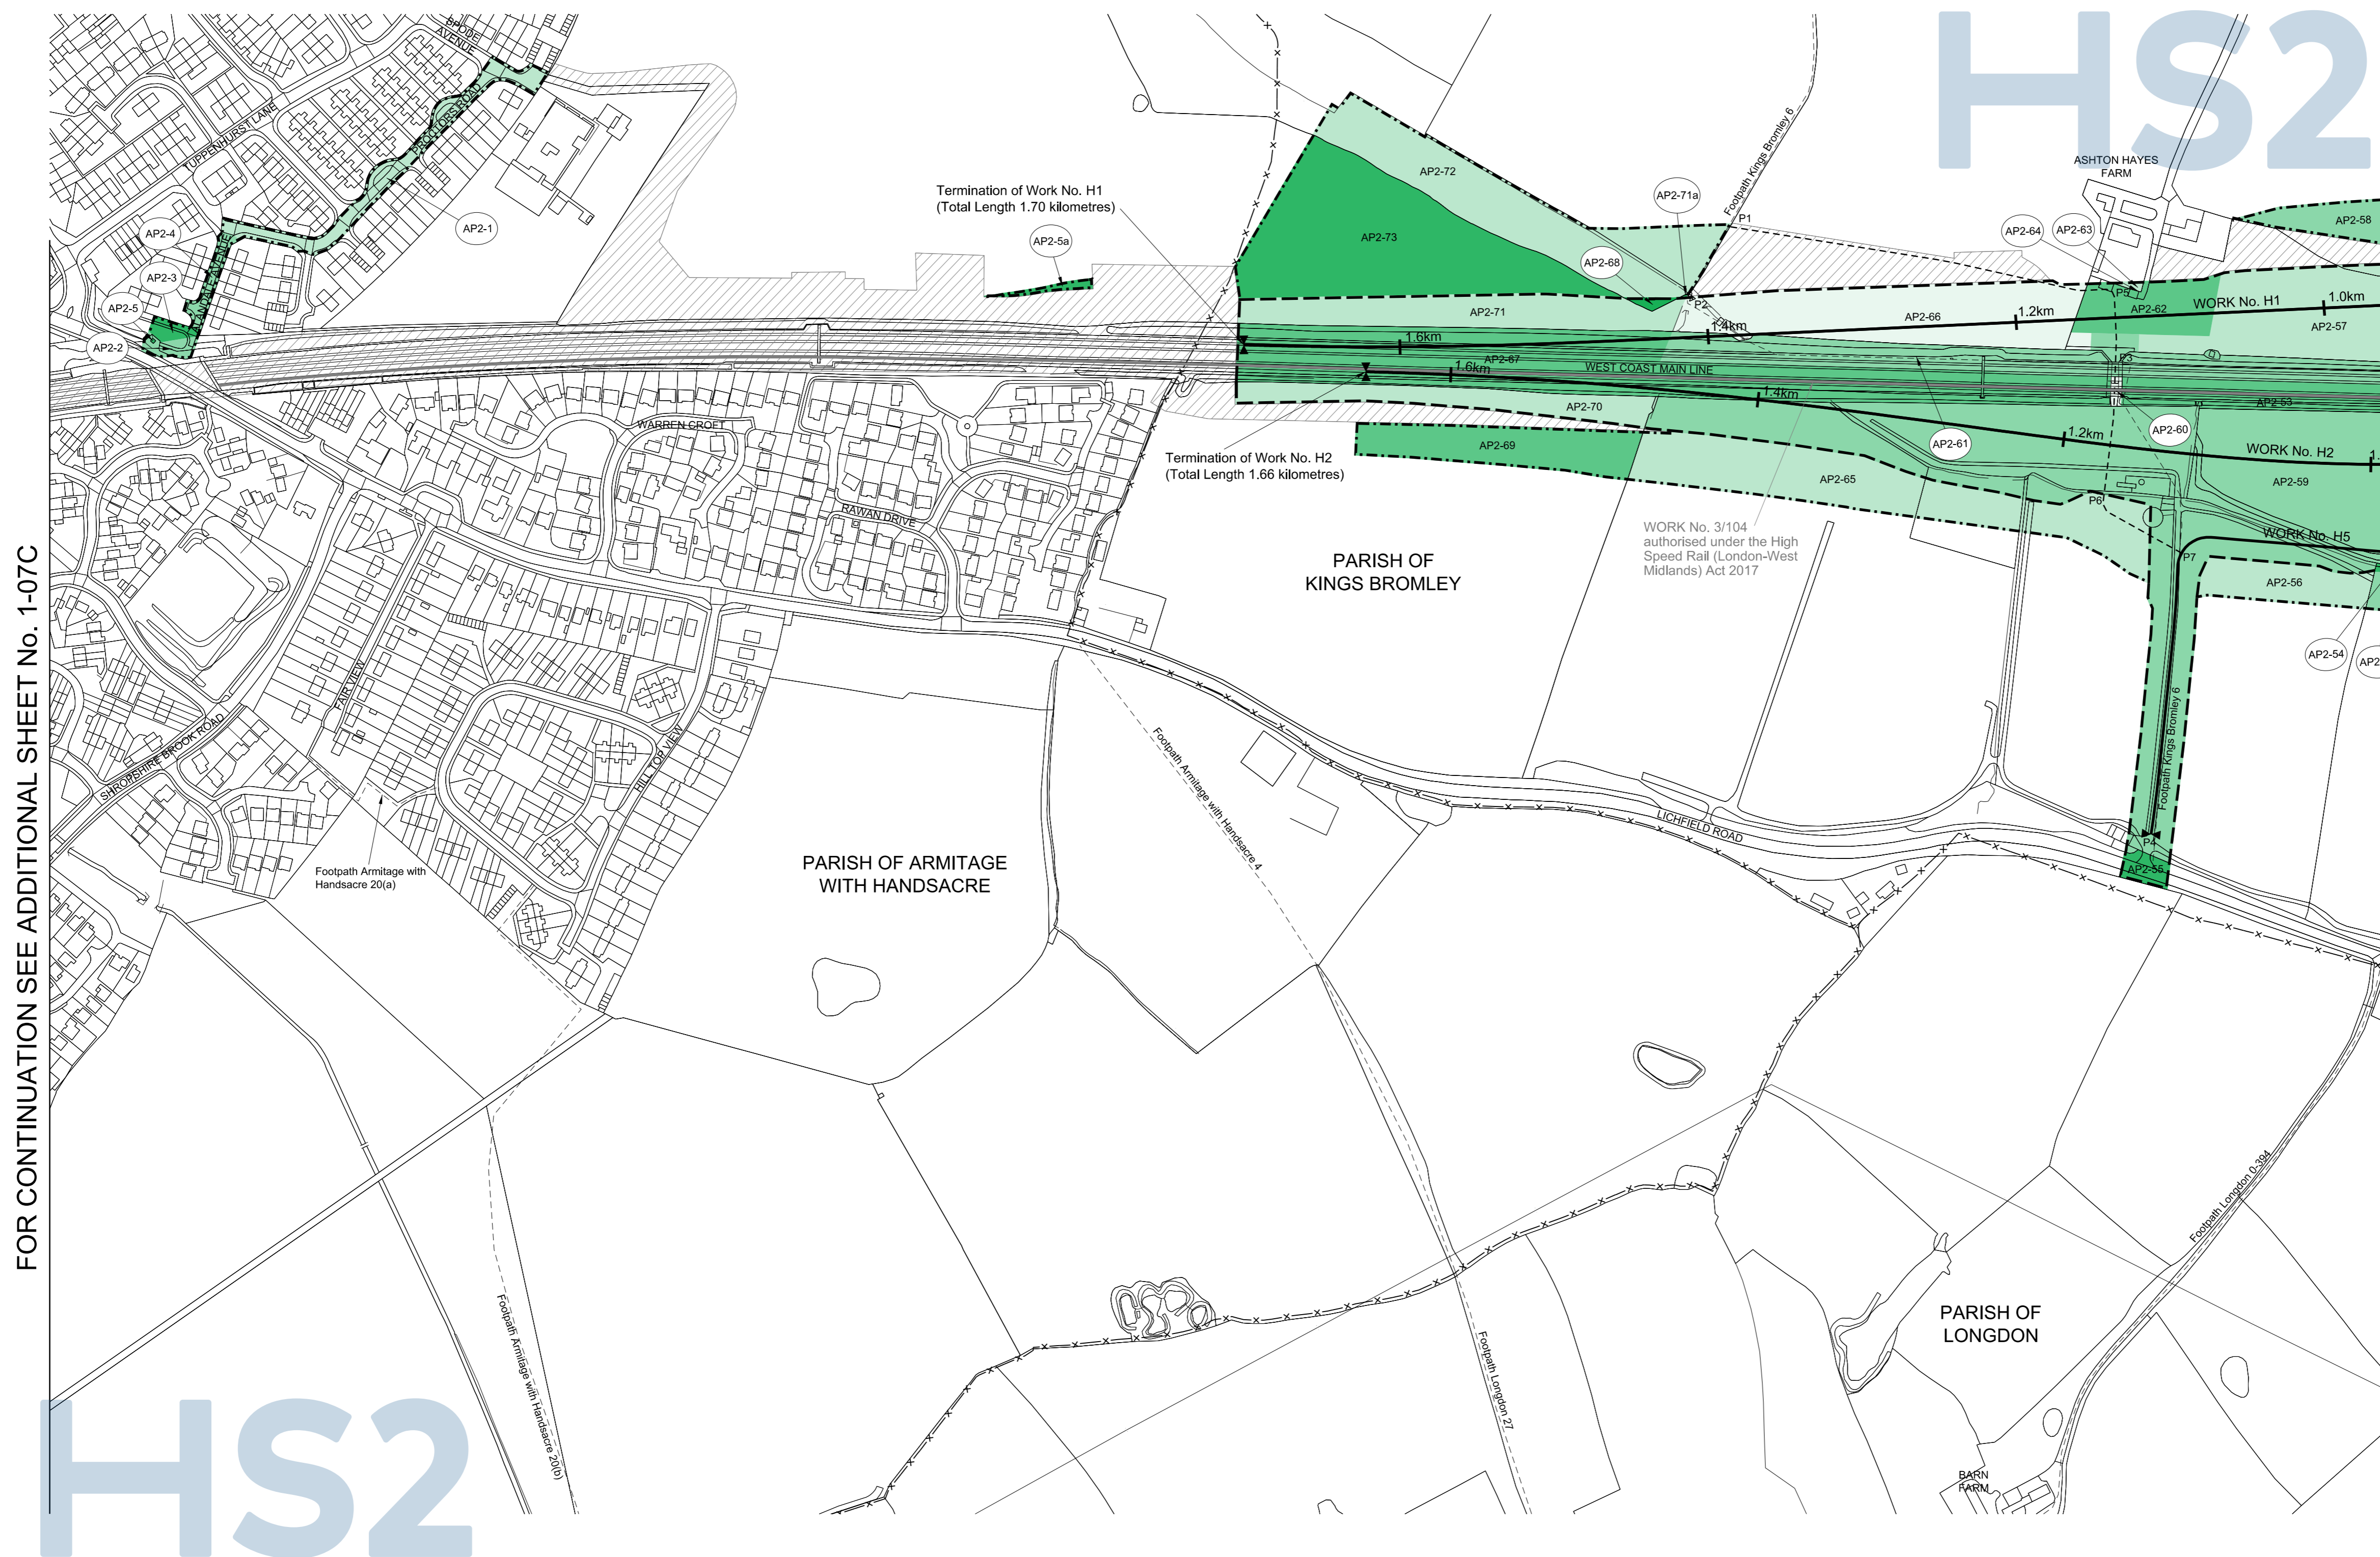 HS2
SPODE
AVENUE
PROCTORS ROAD
TUPPENHURST LANE
AP2-1
AP2-4
AP2-3
AP2-5
AP2-2
Termination of Work No. H1
(Total Length 1.70 kilometres)
AP2-5a
AP2-72
AP2-73
AP2-71a
Footpath Kings Bromley 6
P1
AP2-68
P2
ASHTON HAYES
FARM
AP2-64
AP2-63
AP2-58
P5
AP2-62
WORK No. H1
1.0km
1.2km
AP2-57
AP2-66
1.4km
AP2-71
1.6km
AP2-67
WEST COAST MAIN LINE
P3
1.6km
1.4km
AP2-70
AP2-53
AP2-60
AP2-61
1.2km
WORK No. H2
1.
AP2-69
AP2-65
AP2-59
Termination of Work No. H2
(Total Length 1.66 kilometres)
P6
WORK No. H5
P7
AP2-56
AP2-54
AP2
WORK No. 3/104
authorised under the High
Speed Rail (London-West
Midlands) Act 2017
PARISH OF
KINGS BROMLEY
WARREN CROFT
RAWAN DRIVE
FAIR VIEW
HILL TOP VIEW
SHROPSHIRE BROOK ROAD
Footpath Armitage with
Handsacre 20(a)
PARISH OF ARMITAGE
WITH HANDSACRE
Footpath Armitage with Handsacre 4
LICHFIELD ROAD
Footpath Kings Bromley 6
P4
AP2-55
FOR CONTINUATION SEE ADDITIONAL SHEET No. 1-07C
Footpath Armitage with Handsacre 20(b)
Footpath Longdon 27
Footpath Longdon 0-394
PARISH OF
LONGDON
BARN
FARM
HS2